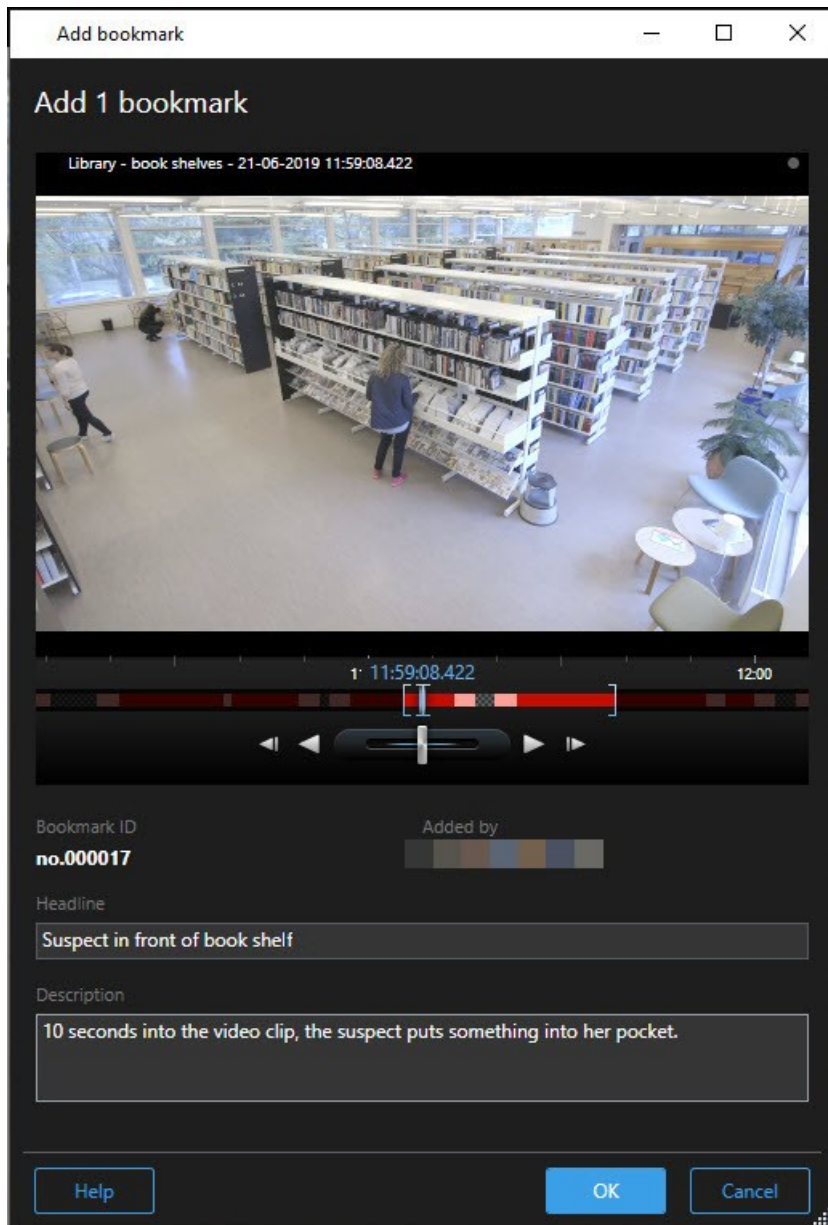 Add bookmark
Add 1 bookmark
Library - book shelves - 21-06-2019 11:59:08.422
11:59:08.422
12:00
Bookmark ID
Added by
no.000017
Headline
Suspect in front of book shelf
Description
10 seconds into the video clip, the suspect puts something into her pocket.
Help
OK
Cancel